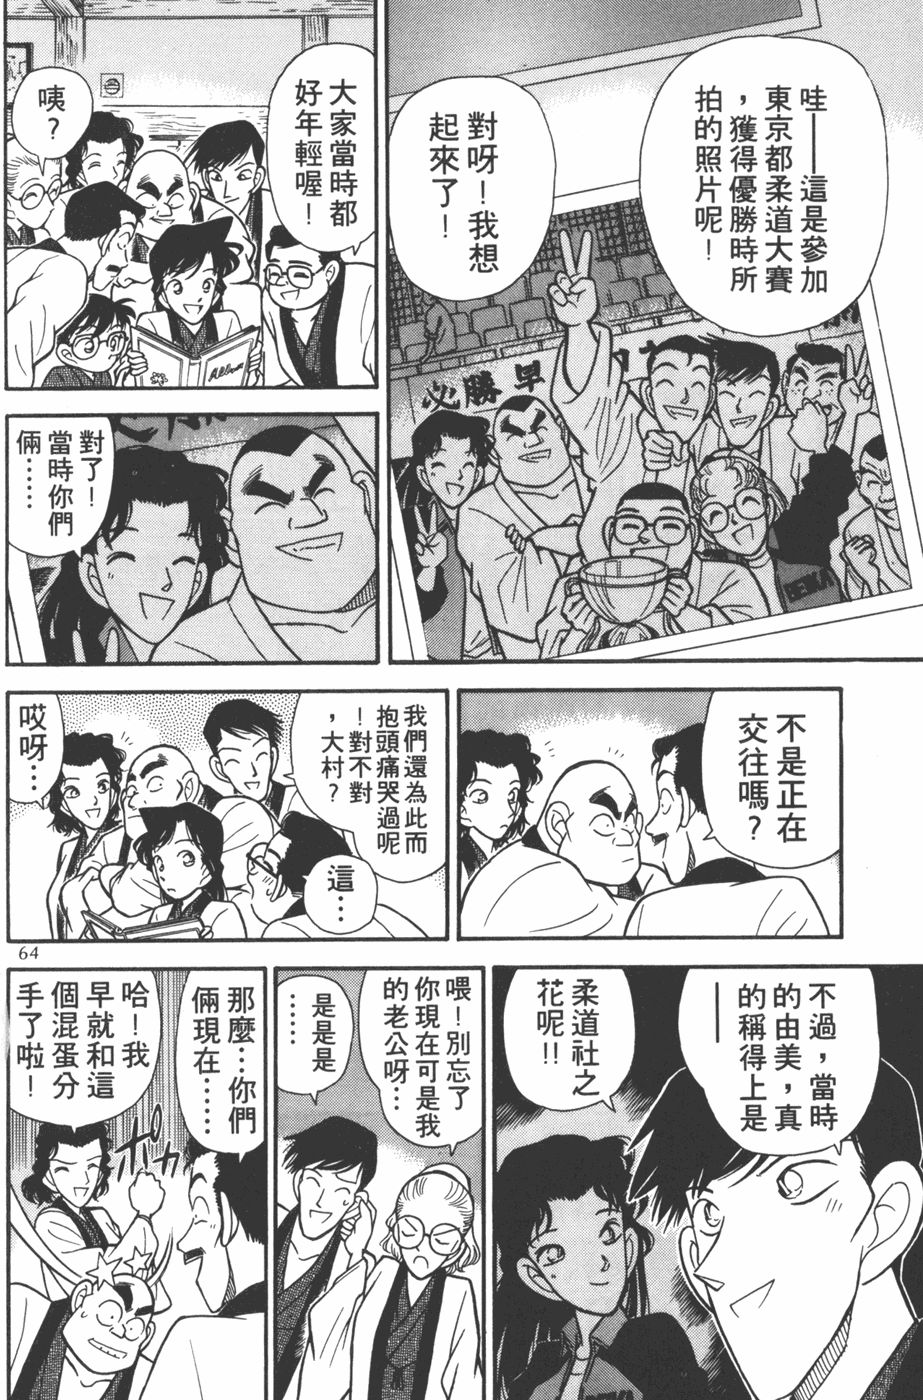 哇——這是參加
東京都柔道大賽
，獲得優勝時所
拍的照片呢！
對呀！我想
起來了！
必勝早
BEIKA
大家當時都
好年輕喔！
咦？
Album
對了！
當時你們
倆……
不是正在
交往嗎？
我們還為此而
抱頭痛哭過呢
！對不對
，大村？
這…
哎呀…
64
不過，當時
的由美，真
的稱得上是
——
柔道社之
花呢!!
BEIKA
喂！別忘了
你現在可是我
的老公呀…
是是是
……
那麼…你們
倆現在……
哈！我
早就和這
個混蛋分
手了啦！
ポカ